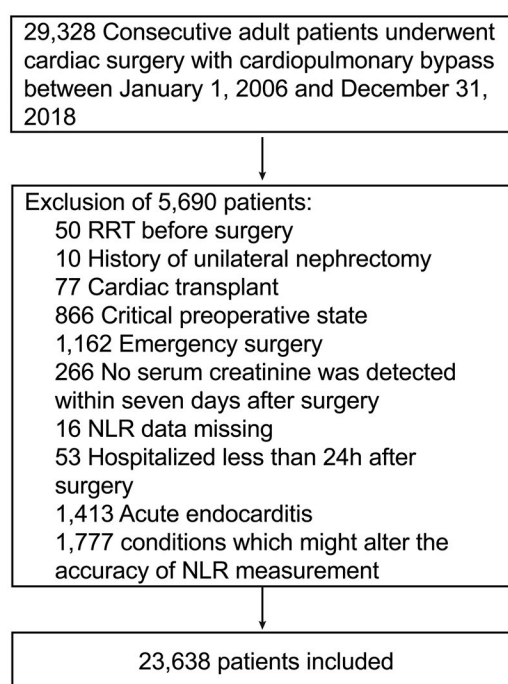 29,328 Consecutive adult patients underwent
cardiac surgery with cardiopulmonary bypass
between January 1, 2006 and December 31,
2018
Exclusion of 5,690 patients:
50 RRT before surgery
10 History of unilateral nephrectomy
77 Cardiac transplant
866 Critical preoperative state
1,162 Emergency surgery
266 No serum creatinine was detected
within seven days after surgery
16 NLR data missing
53 Hospitalized less than 24h after
surgery
1,413 Acute endocarditis
1,777 conditions which might alter the
accuracy of NLR measurement
23,638 patients included